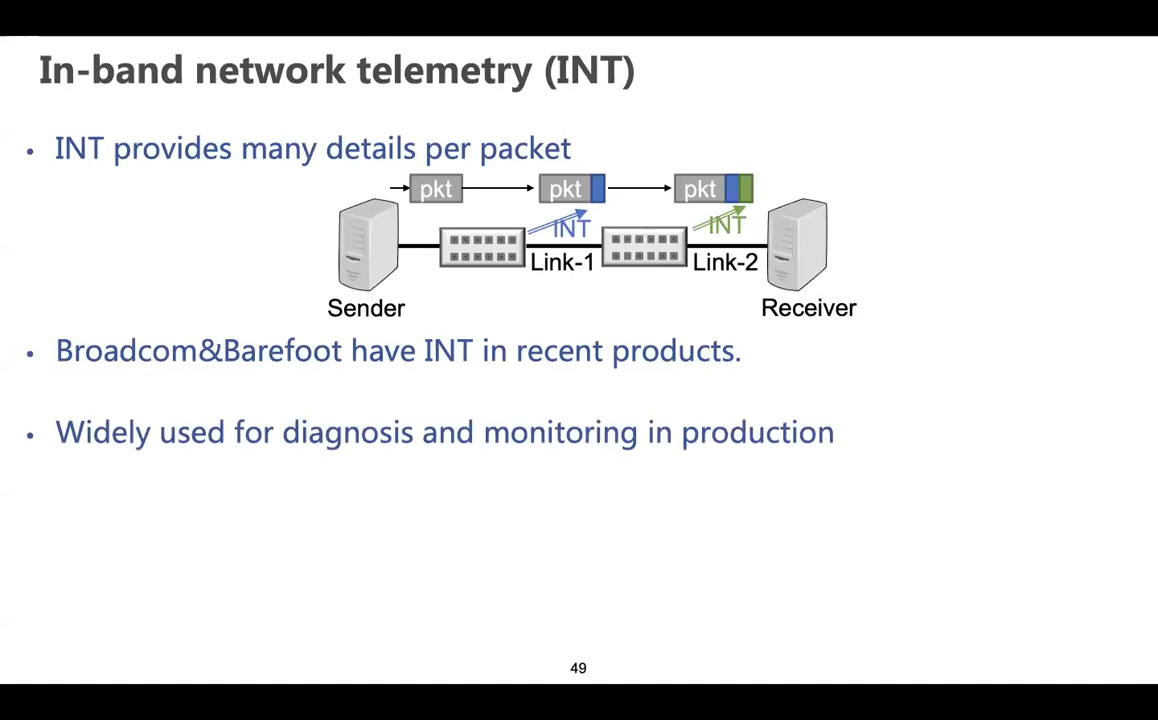 In-band network telemetry (INT)
• INT provides many details per packet
pkt pkt pkt
INT INT
Link-1 Link-2
Sender Receiver
• Broadcom&Barefoot have INT in recent products.
• Widely used for diagnosis and monitoring in production
49